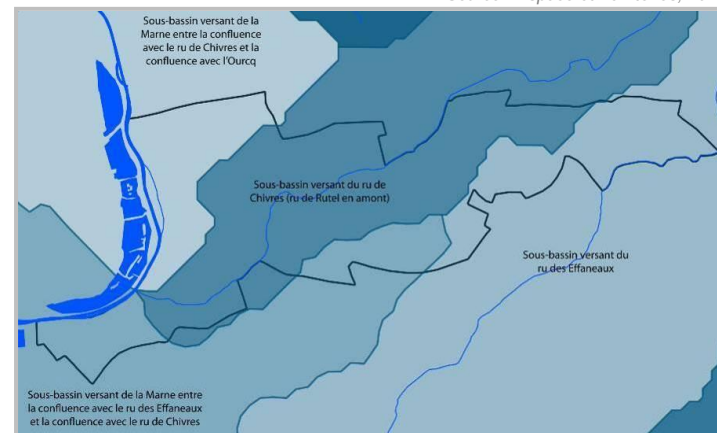 Sous-bassin versant de la
Marne entre la confluence
avec le ru de Chivres et la
confluence avec l'Ourcq
Sous-bassin versant du ru de
Chivres (ru de Rutel en amont)
Sous-bassin versant du
ru des Effaneaux
Sous-bassin versant de la Marne entre
la confluence avec le ru des Effaneaux
et la confluence avec le ru de Chivres